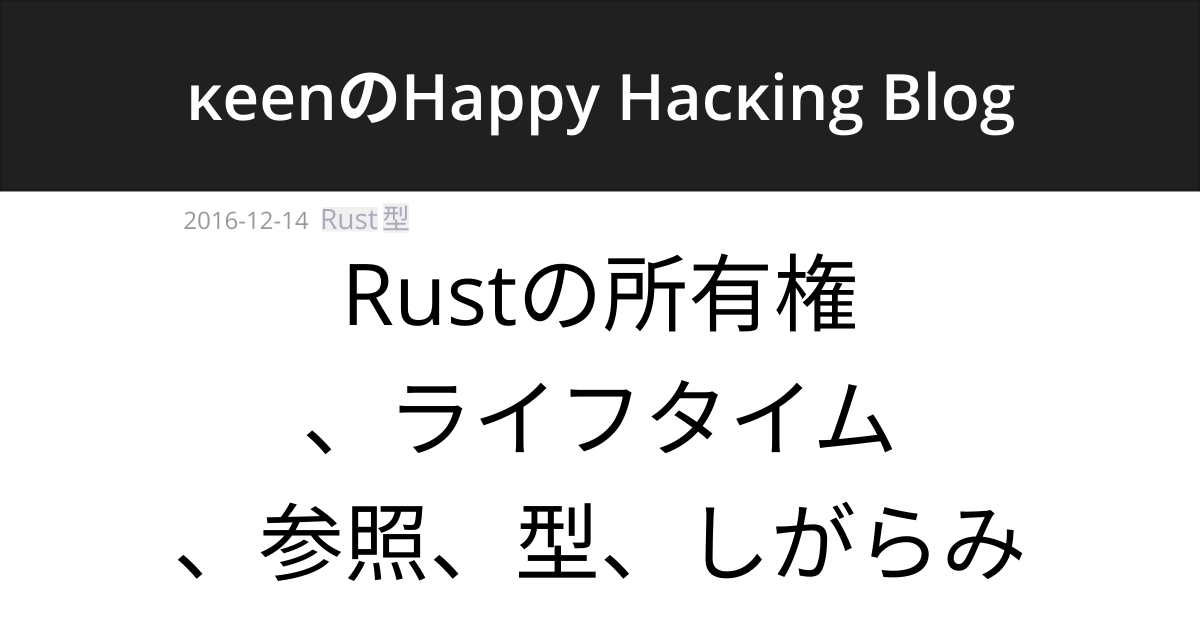 κeenのHappy Hacκing Blog
2016-12-14 Rust 型
Rustの所有権
、ライフタイム
、参照、型、しがらみ